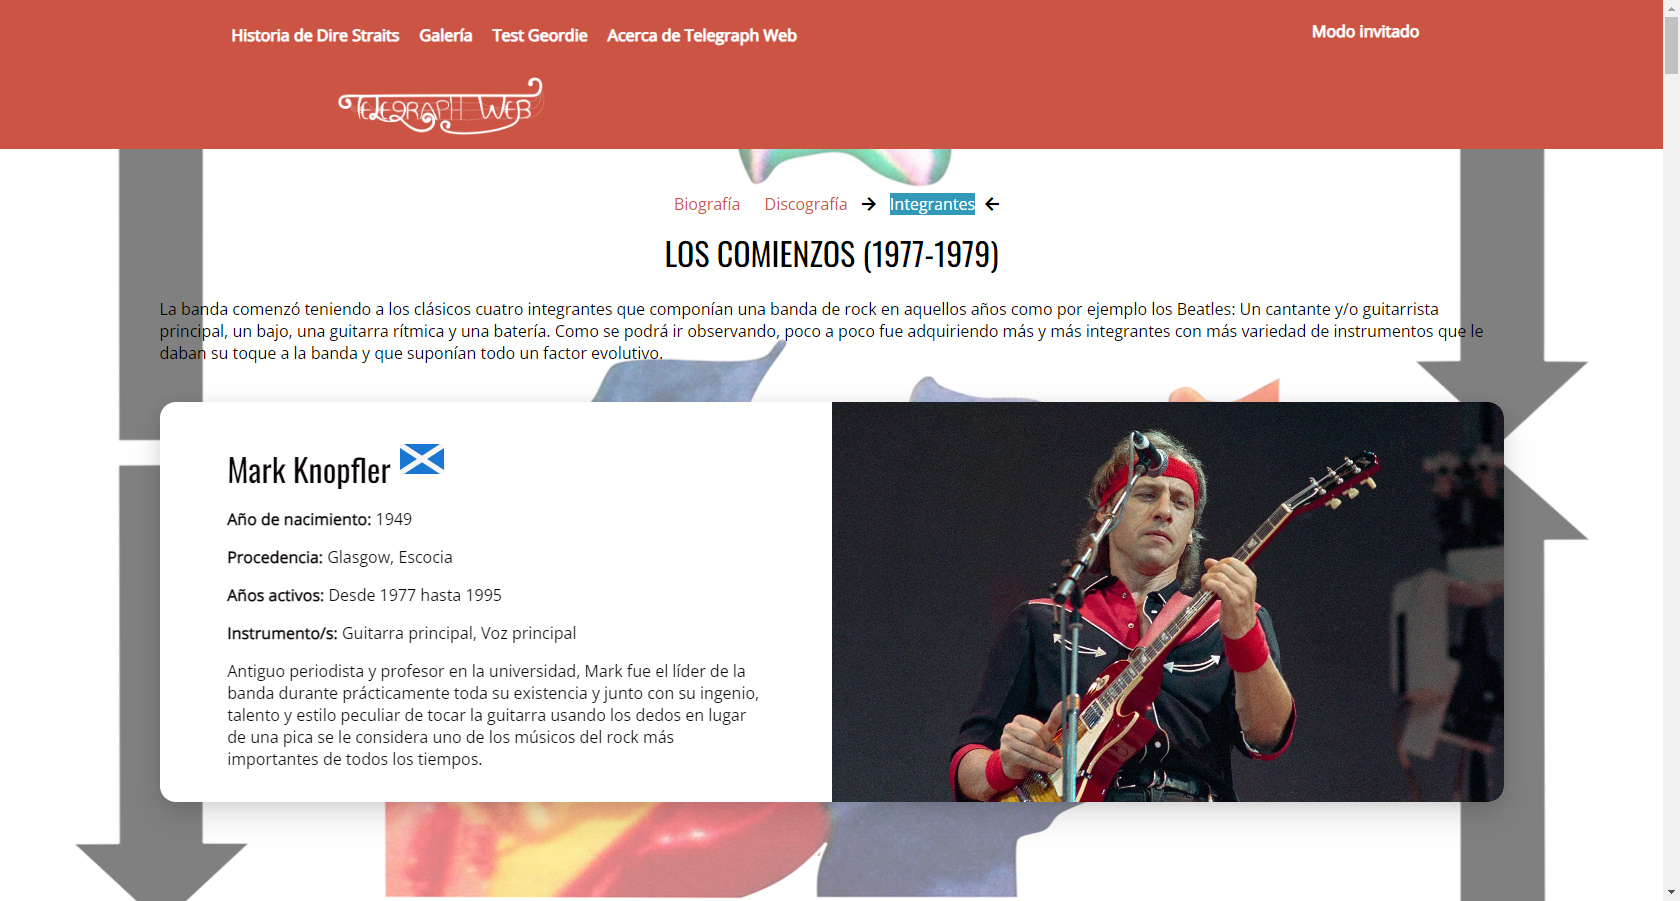 Historia de Dire Straits Galería Test Geordie Acerca de Telegraph Web
Modo invitado
TELEGRAPH WEB
Biografía Discografía → Integrantes ←
LOS COMIENZOS (1977-1979)
La banda comenzó teniendo a los clásicos cuatro integrantes que componían una banda de rock en aquellos años como por ejemplo los Beatles: Un cantante y/o guitarrista
principal, un bajo, una guitarra rítmica y una batería. Como se podrá ir observando, poco a poco fue adquiriendo más y más integrantes con más variedad de instrumentos que le
daban su toque a la banda y que suponían todo un factor evolutivo.
Mark Knopfler
Año de nacimiento: 1949
Procedencia: Glasgow, Escocia
Años activos: Desde 1977 hasta 1995
Instrumento/s: Guitarra principal, Voz principal
Antiguo periodista y profesor en la universidad, Mark fue el líder de la
banda durante prácticamente toda su existencia y junto con su ingenio,
talento y estilo peculiar de tocar la guitarra usando los dedos en lugar
de una pica se le considera uno de los músicos del rock más
importantes de todos los tiempos.